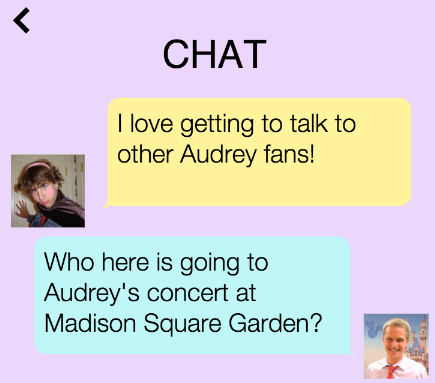 CHAT
I love getting to talk to
other Audrey fans!
Who here is going to
Audrey's concert at
Madison Square Garden?